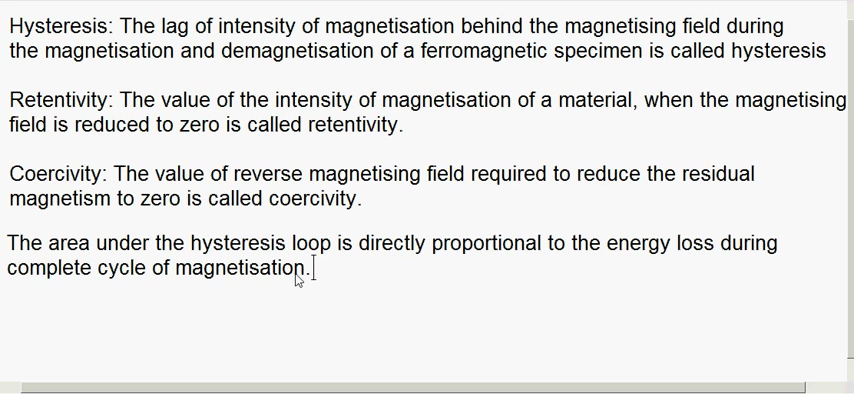 Hysteresis: The lag of intensity of magnetisation behind the magnetising field during
the magnetisation and demagnetisation of a ferromagnetic specimen is called hysteresis
Retentivity: The value of the intensity of magnetisation of a material, when the magnetising
field is reduced to zero is called retentivity.
Coercivity: The value of reverse magnetising field required to reduce the residual
magnetism to zero is called coercivity.
The area under the hysteresis loop is directly proportional to the energy loss during
complete cycle of magnetisation.